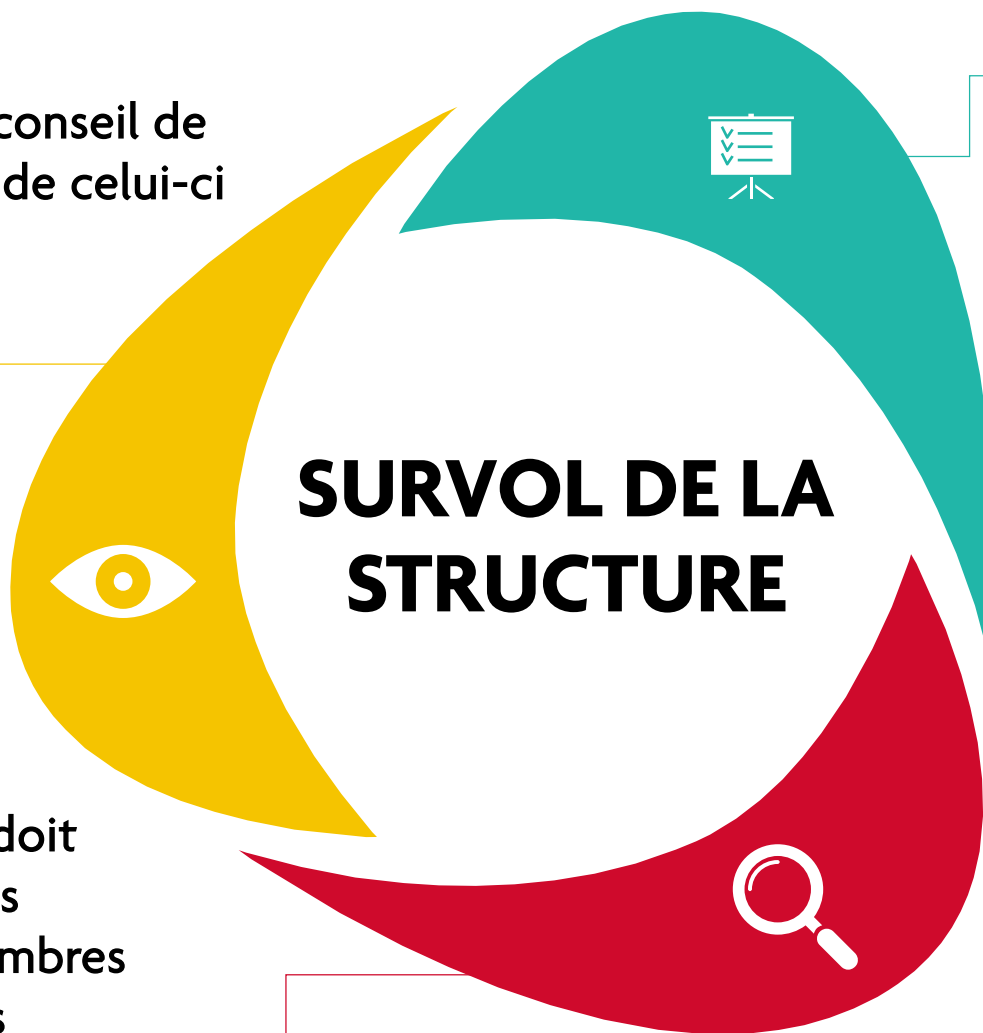 conseil de
de celui-ci
SURVOL DE LA
STRUCTURE
doit
s
mbres
s